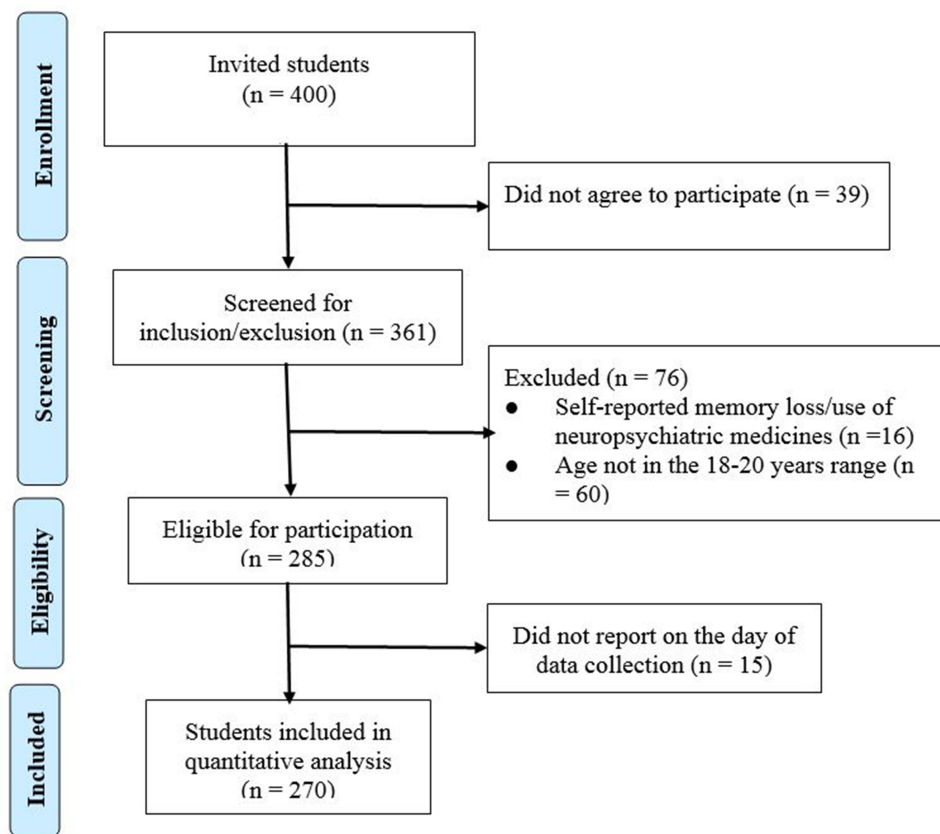 Enrollment
Invited students
(n = 400)
Did not agree to participate (n = 39)
Screening
Screened for
inclusion/exclusion (n = 361)
Excluded (n = 76)
● Self-reported memory loss/use of
neuropsychiatric medicines (n =16)
● Age not in the 18-20 years range (n
= 60)
Eligibility
Eligible for participation
(n = 285)
Did not report on the day of
data collection (n = 15)
Included
Students included in
quantitative analysis
(n = 270)